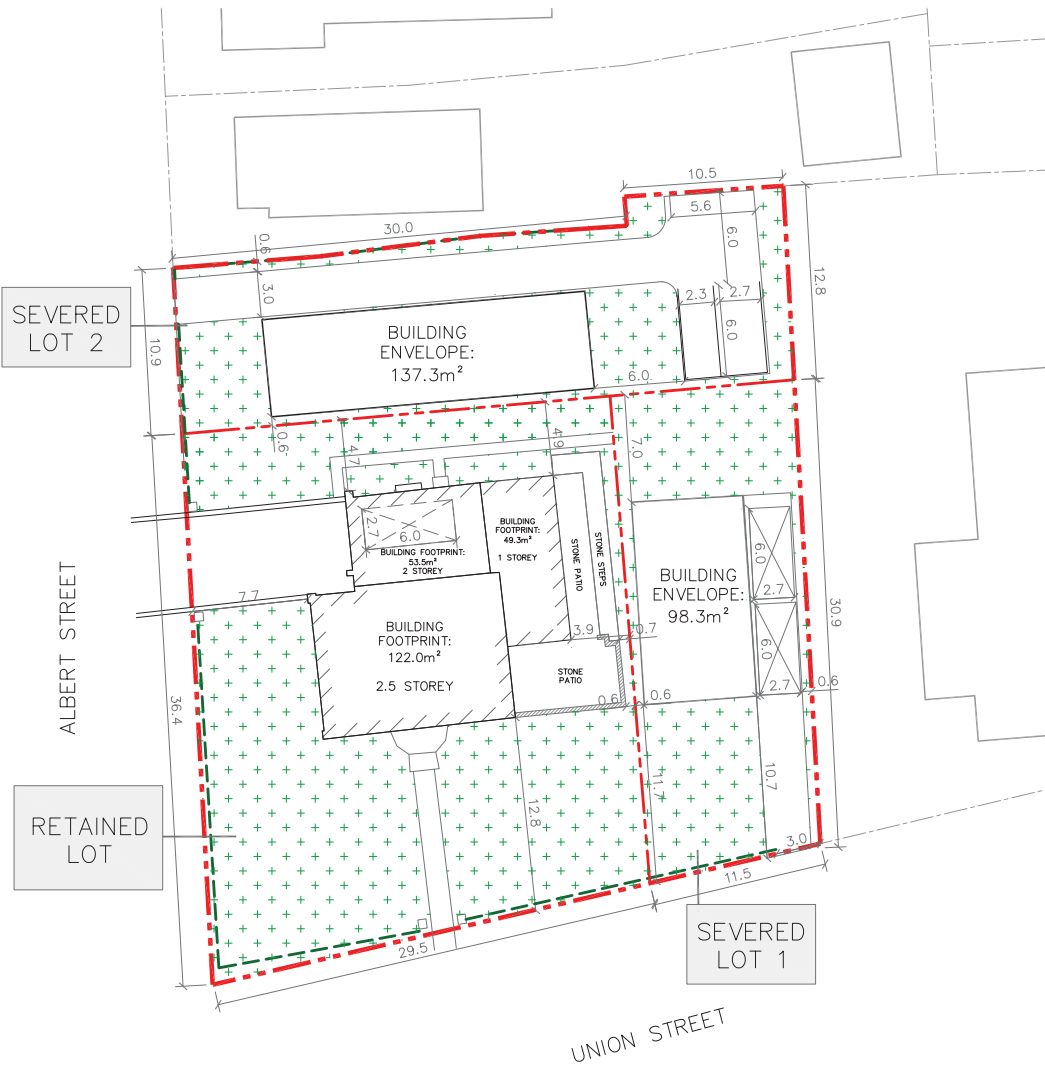 10.5
5.6
30.0
0.6
6.0
12.8
SEVERED
LOT 2
3.0
2.3
2.7
BUILDING
ENVELOPE:
137.3m²
6.0
10.9
6.0
0.6
4.7
4.9
7.0
2.7
6.0
BUILDING FOOTPRINT:
53.5m²
2 STOREY
BUILDING
FOOTPRINT:
49.3m²
1 STOREY
STONE PATIO
STONE STEPS
BUILDING
ENVELOPE:
98.3m²
6.0
2.7
30.9
7.7
ALBERT STREET
BUILDING
FOOTPRINT:
122.0m²
2.5 STOREY
3.9
0.7
STONE
PATIO
6.0
2.7
0.6
0.6
0.6
36.4
RETAINED
LOT
12.8
11.7
10.7
3.0
11.5
29.5
SEVERED
LOT 1
UNION STREET